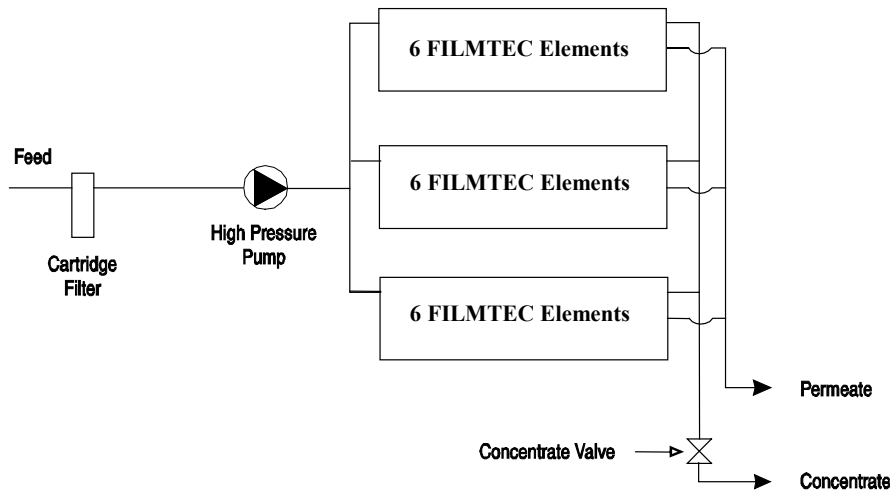 6 FILMTEC Elements
Feed
6 FILMTEC Elements
High Pressure
Pump
Cartridge
Filter
6 FILMTEC Elements
Permeate
Concentrate Valve
Concentrate